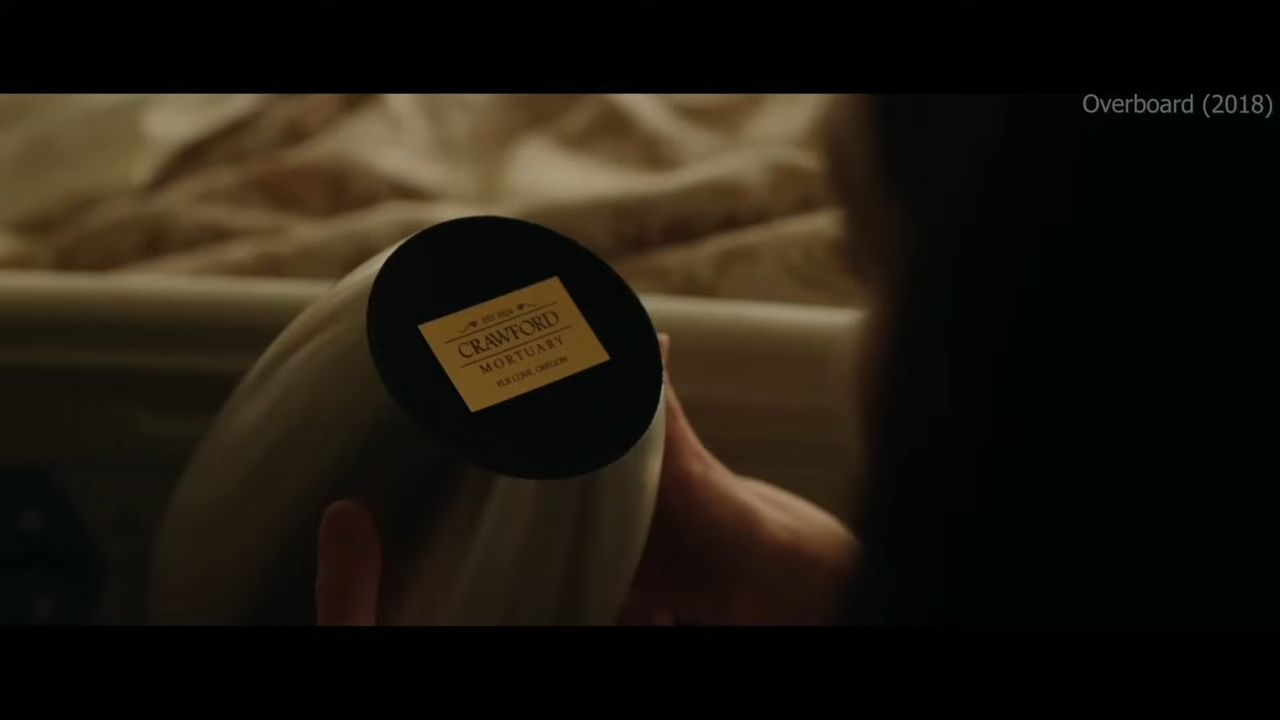 Overboard (2018)
EST 1924
CRAWFORD
MORTUARY
ELK COVE, OREGON